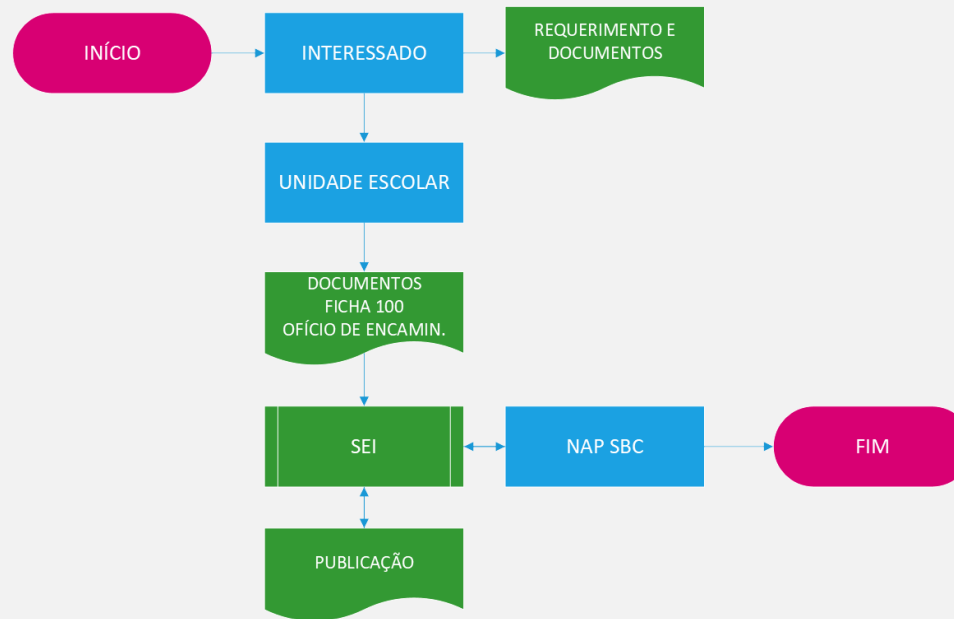 INÍCIO
INTERESSADO
REQUERIMENTO E
DOCUMENTOS
UNIDADE ESCOLAR
DOCUMENTOS
FICHA 100
OFÍCIO DE ENCAMIN.
SEI
NAP SBC
FIM
PUBLICAÇÃO